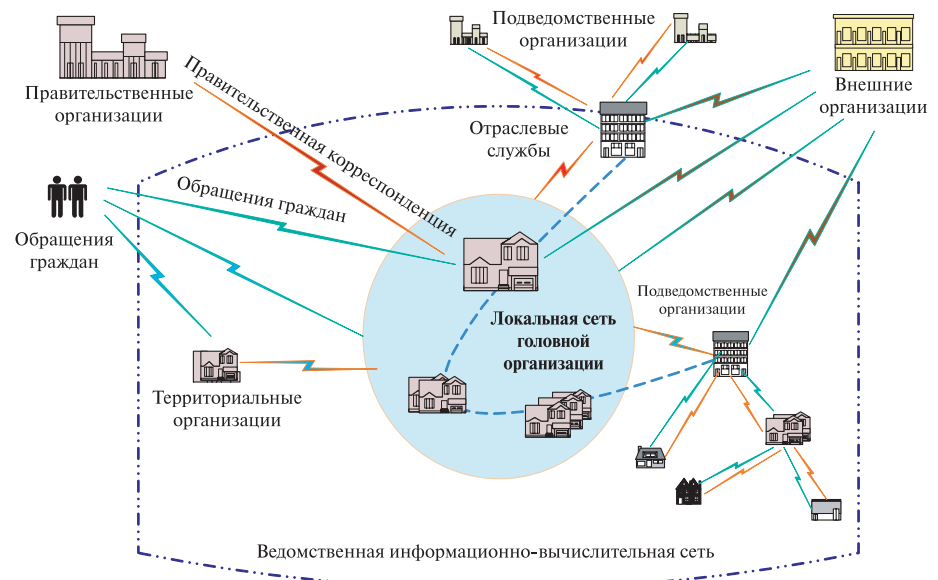 Подведомственные
организации
Правительственные
организации
Внешние
организации
Правительственная корреспонденция
Отраслевые
службы
Обращения граждан
Обращения
граждан
Подведомственные
организации
Локальная сеть
головной
организации
Территориальные
организации
Ведомственная информационно-вычислительная сеть